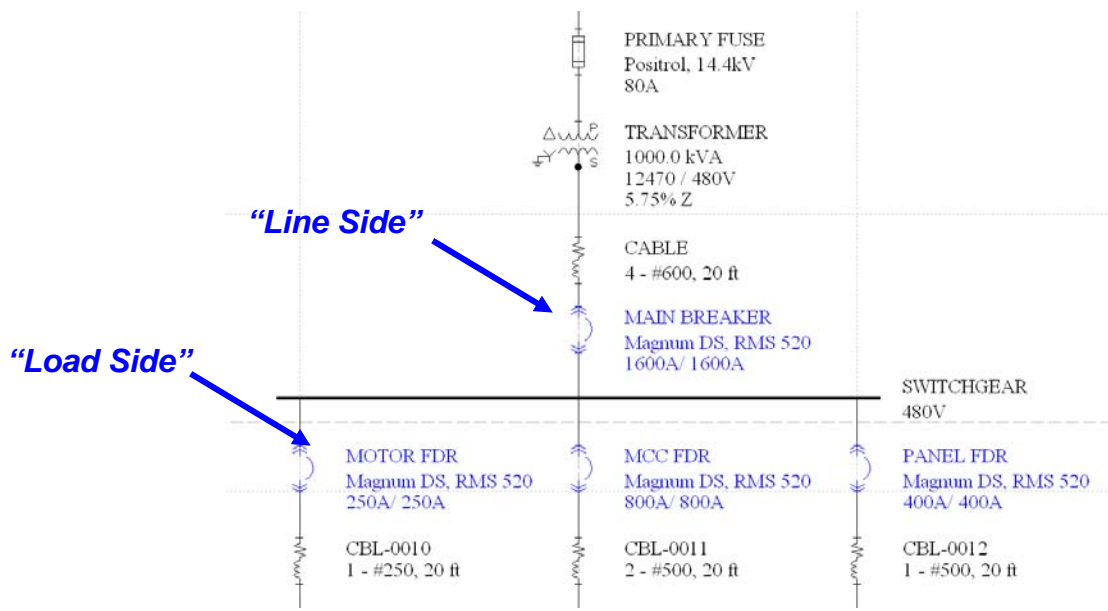 PRIMARY FUSE
Positrol, 14.4kV
80A
P
S
TRANSFORMER
1000.0 kVA
12470 / 480V
5.75% Z
“Line Side”
CABLE
4 - #600, 20 ft
MAIN BREAKER
Magnum DS, RMS 520
1600A/ 1600A
“Load Side”
SWITCHGEAR
480V
MOTOR FDR
Magnum DS, RMS 520
250A/ 250A
MCC FDR
Magnum DS, RMS 520
800A/ 800A
PANEL FDR
Magnum DS, RMS 520
400A/ 400A
CBL-0010
1 - #250, 20 ft
CBL-0011
2 - #500, 20 ft
CBL-0012
1 - #500, 20 ft